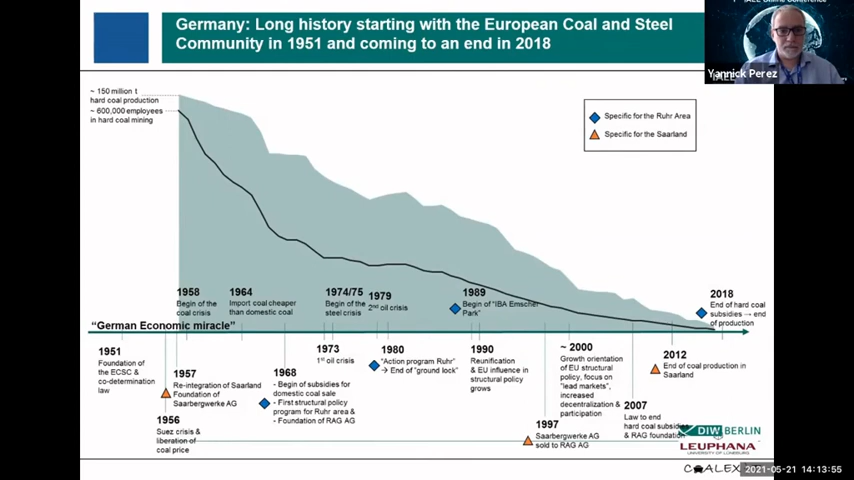 Germany: Long history starting with the European Coal and Steel
Community in 1951 and coming to an end in 2018
Online Conference
IAEE
Yannick Perez
~ 150 million t
hard coal production
~ 600,000 employees
in hard coal mining
Specific for the Ruhr Area
Specific for the Saarland
1958
Begin of the
coal crisis
1964
Import coal cheaper
than domestic coal
1974/75
Begin of the
steel crisis
1979
2nd oil crisis
1989
Begin of "IBA Emscher
Park"
2018
End of hard coal
subsidies → end
of production
"German Economic miracle"
1951
Foundation of
the ECSC &
co-determination
law
1957
Re-integration of Saarland
Foundation of
Saarbergwerke AG
1956
Suez crisis &
liberation of
coal price
1968
- Begin of subsidies for
domestic coal sale
- First structural policy
program for Ruhr area &
- Foundation of RAG AG
1973
1st oil crisis
1980
"Action program Ruhr"
→ End of "ground lock"
1990
Reunification
& EU influence in
structural policy
grows
1997
Saarbergwerke AG
sold to RAG AG
~ 2000
Growth orientation
of EU structural
policy, focus on
"lead markets",
increased
decentralization &
participation
2007
Law to end
hard coal subsidies
& RAG foundation
2012
End of coal production in
Saarland
DIW BERLIN
LEUPHANA
UNIVERSITY OF LÜNEBURG
COALEX
2021-05-21 14:13:55